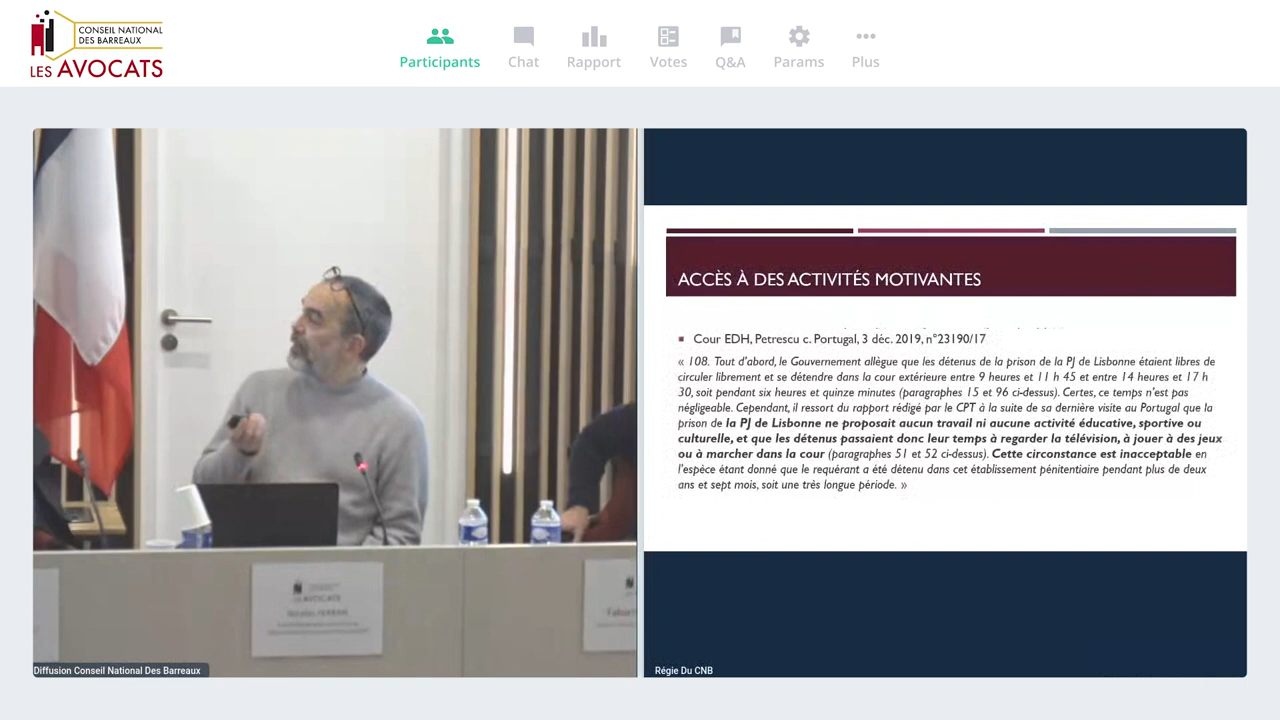 CONSEIL NATIONAL
DES BARREAUX
LES AVOCATS
Participants
Chat
Rapport
Votes
Q&A
Params
Plus
LES AVOCATS
ACCÈS À DES ACTIVITÉS MOTIVANTES
Cour EDH, Petrescu c. Portugal, 3 déc. 2019, n°23190/17
« 108. Tout d'abord, le Gouvernement allègue que les détenus de la prison de la PJ de Lisbonne étaient libres de
circuler librement et se détendre dans la cour extérieure entre 9 heures et 11 h 45 et entre 14 heures et 17 h
30, soit pendant six heures et quinze minutes (paragraphes 15 et 96 ci-dessus). Certes, ce temps n'est pas
négligeable. Cependant, il ressort du rapport rédigé par le CPT à la suite de sa dernière visite au Portugal que la
prison de la PJ de Lisbonne ne proposait aucun travail ni aucune activité éducative, sportive ou
culturelle, et que les détenus passaient donc leur temps à regarder la télévision, à jouer à des jeux
ou à marcher dans la cour (paragraphes 51 et 52 ci-dessus). Cette circonstance est inacceptable en
l'espèce étant donné que le requérant a été détenu dans cet établissement pénitentiaire pendant plus de deux
ans et sept mois, soit une très longue période. »
Diffusion Conseil National Des Barreaux
Régie Du CNB